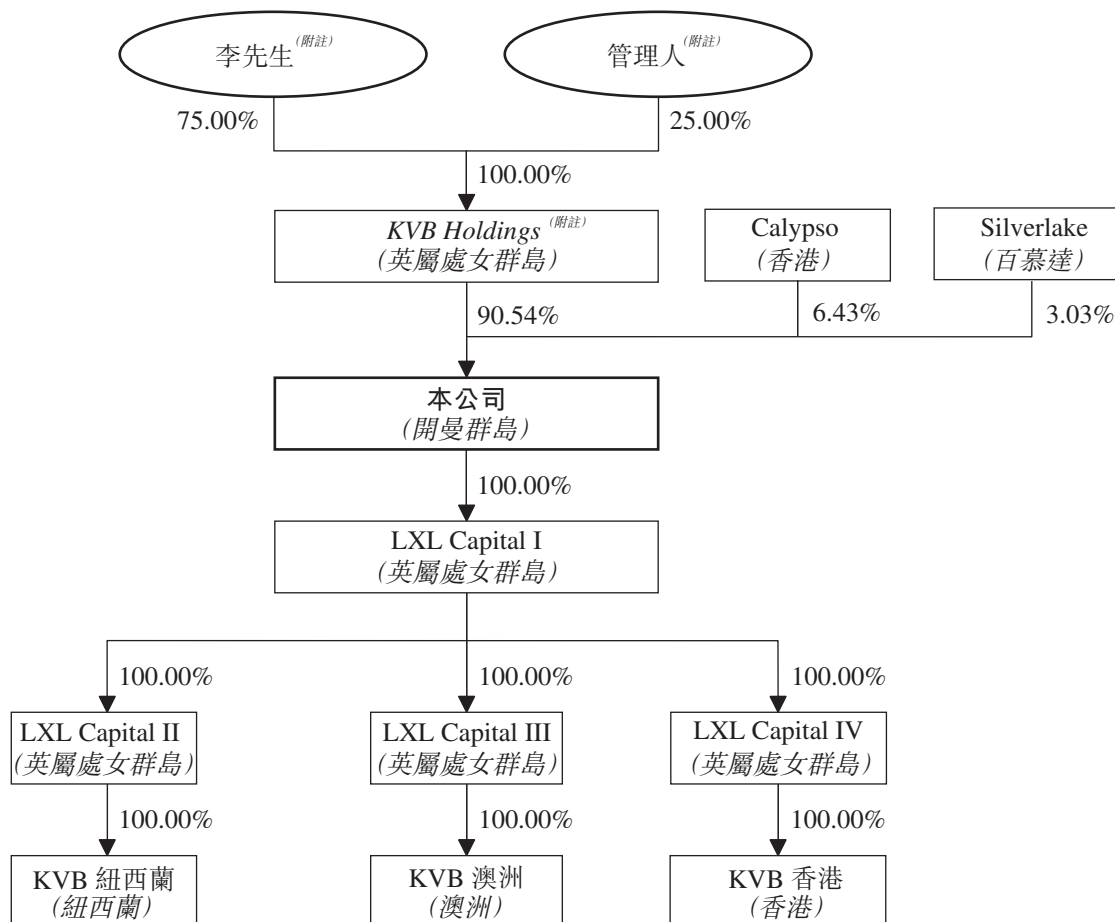 李先生(附註)
管理人(附註)
75.00%
25.00%
100.00%
KVB Holdings (附註)
(英屬處女群島)
Calypso
(香港)
Silverlake
(百慕達)
90.54%
6.43%
3.03%
本公司
(開曼群島)
100.00%
LXL Capital I
(英屬處女群島)
100.00%
100.00%
100.00%
LXL Capital II
(英屬處女群島)
LXL Capital III
(英屬處女群島)
LXL Capital IV
(英屬處女群島)
100.00%
100.00%
100.00%
KVB 紐西蘭
(紐西蘭)
KVB 澳洲
(澳洲)
KVB 香港
(香港)